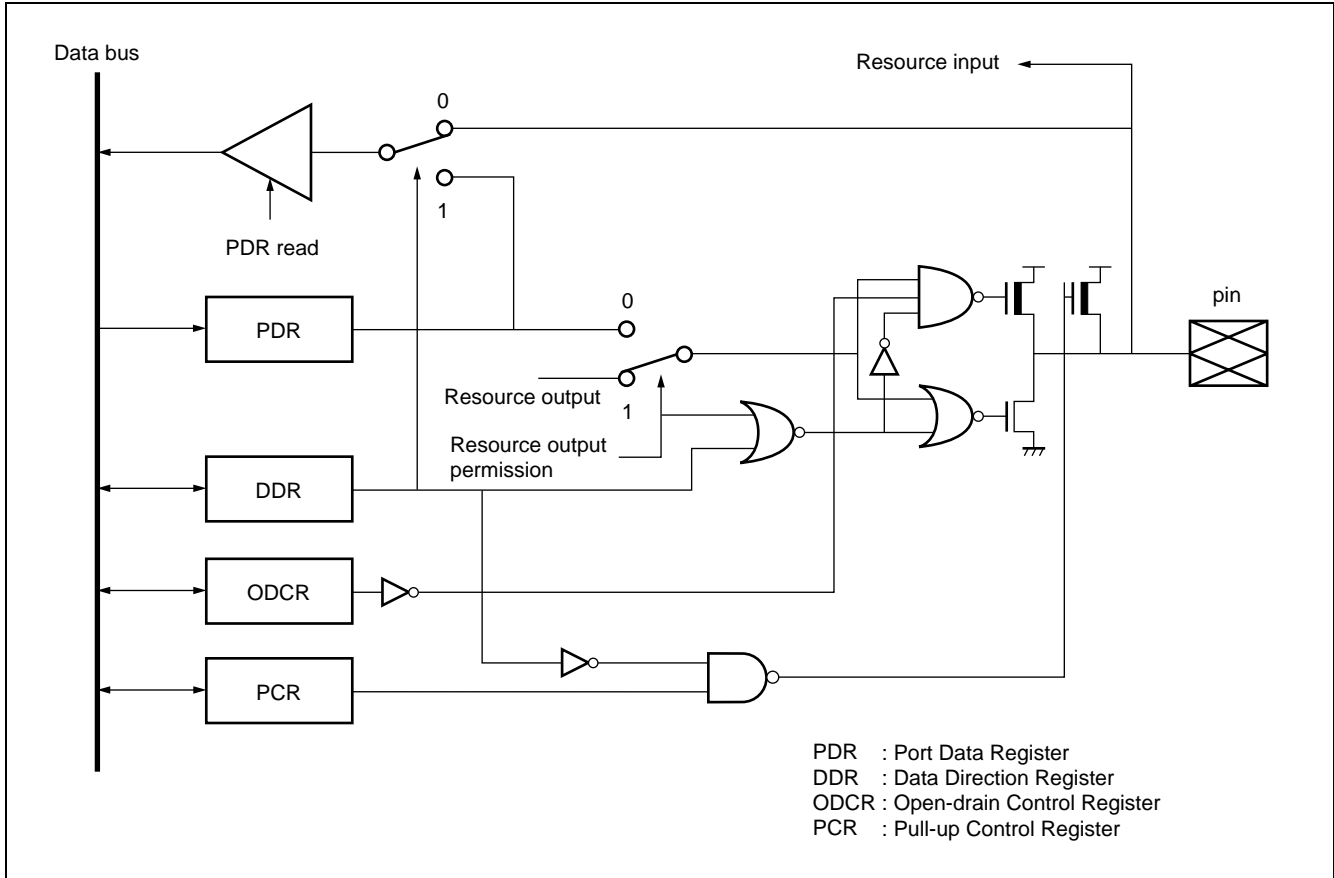 Data bus
Resource input
0
1
PDR read
pin
0
PDR
Resource output
1
Resource output
permission
DDR
ODCR
PCR
PDR : Port Data Register
DDR : Data Direction Register
ODCR : Open-drain Control Register
PCR : Pull-up Control Register